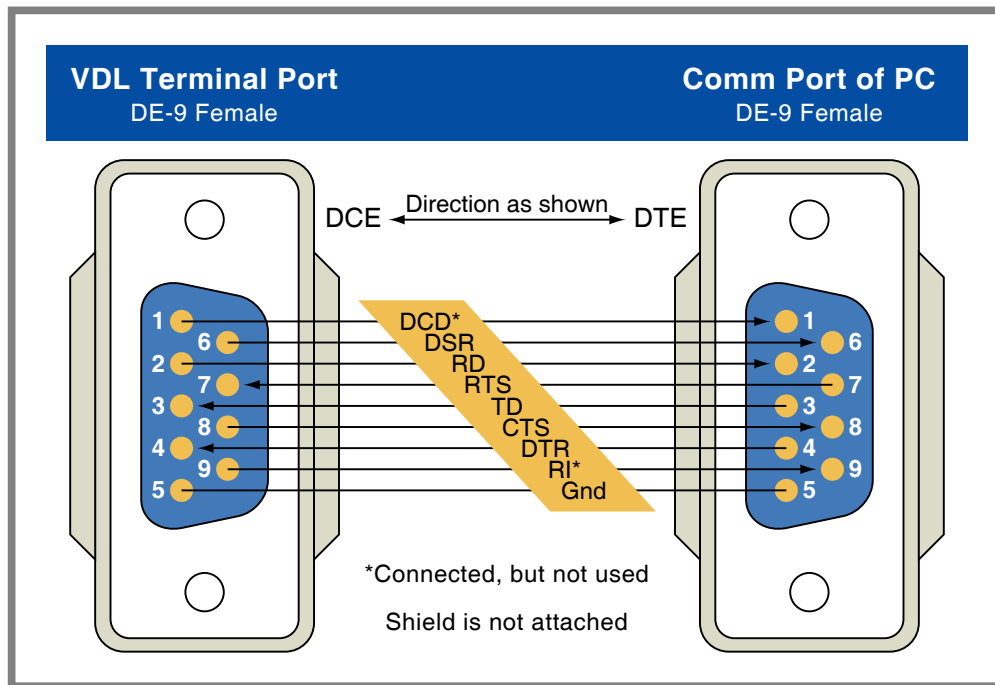 VDL Terminal Port
DE-9 Female
Comm Port of PC
DE-9 Female
DCE
Direction as shown
DTE
1
6
2
7
3
8
4
9
5
DCD*
DSR
RD
RTS
TD
CTS
DTR
RI*
Gnd
1
6
2
7
3
8
4
9
5
*Connected, but not used
Shield is not attached